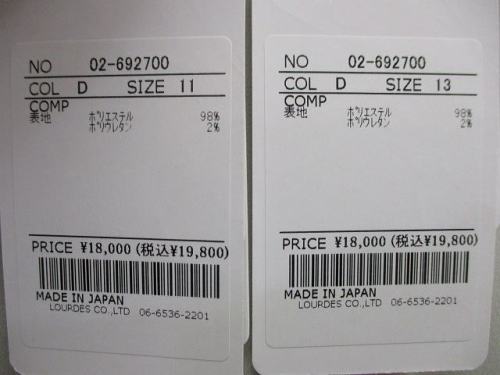 NO 02-692700
COL D SIZE 11
COMP
表地 ポリエステル 98%
ポリウレタン 2%
PRICE ¥18,000 (税込¥19,800)
MADE IN JAPAN
LOURDES CO.,LTD 06-6536-2201
NO 02-692700
COL D SIZE 13
COMP
表地 ポリエステル 98%
ポリウレタン 2%
PRICE ¥18,000 (税込¥19,800)
MADE IN JAPAN
LOURDES CO.,LTD 06-6536-2201